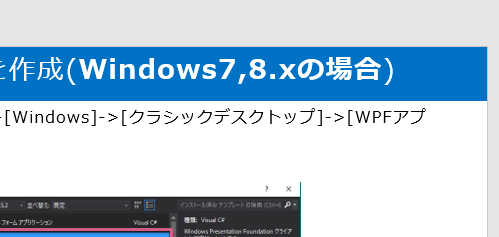 を作成(Windows7,8.xの場合)
[Windows]->[クラシックデスクトップ]->[WPFアプ
? ×
並べ替え: 既定
インストール済み テンプレート の検索 (Ctrl+E)
フォーム アプリケーション Visual C# 種類: Visual C#
Windows Presentation Foundation クライア